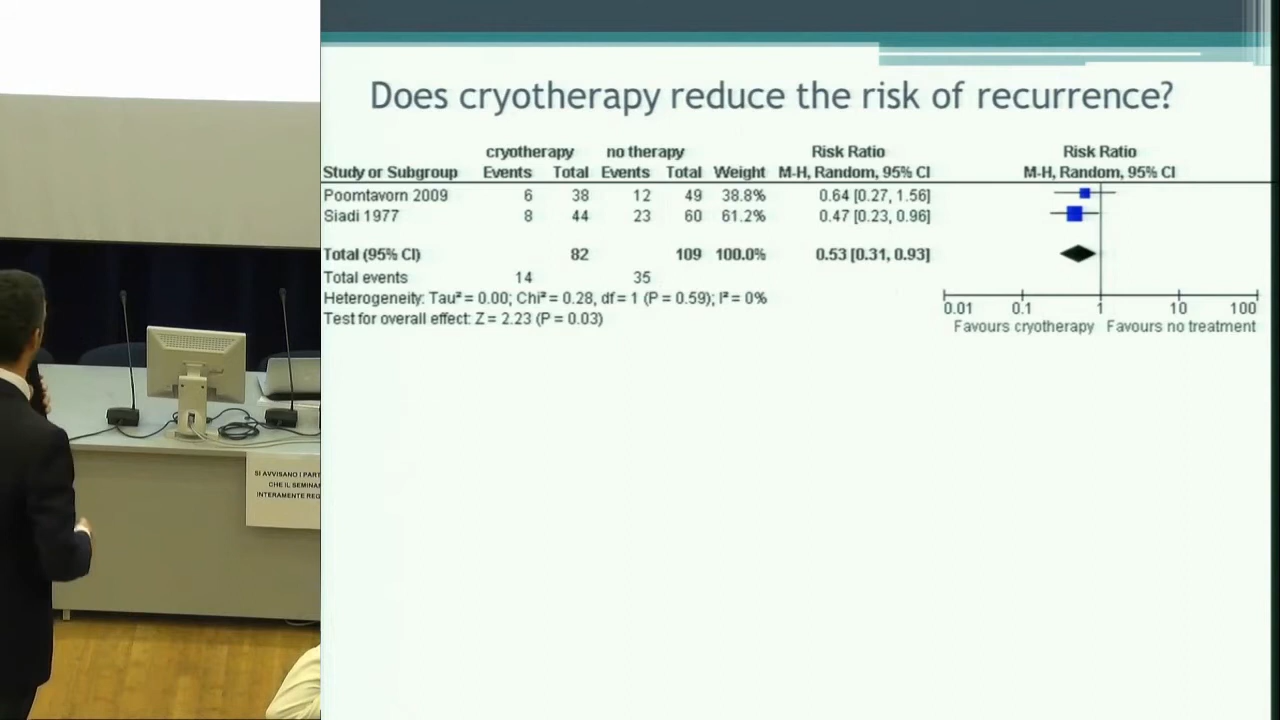 Does cryotherapy reduce the risk of recurrence?
cryotherapy no therapy Risk Ratio Risk Ratio
Study or Subgroup Events Total Events Total Weight M-H, Random, 95% CI M-H, Random, 95% CI
Poomtavorn 2009 6 38 12 49 38.8% 0.64 [0.27, 1.56]
Siadi 1977 8 44 23 60 61.2% 0.47 [0.23, 0.96]
Total (95% CI) 82 109 100.0% 0.53 [0.31, 0.93]
Total events 14 35
Heterogeneity: Tau² = 0.00; Chi² = 0.28, df = 1 (P = 0.59); I² = 0%
Test for overall effect: Z = 2.23 (P = 0.03)
0.01 0.1 1 10 100
Favours cryotherapy Favours no treatment
SI AVVISANO I PART
CHE IL SEMINA
INTERAMENTE REG